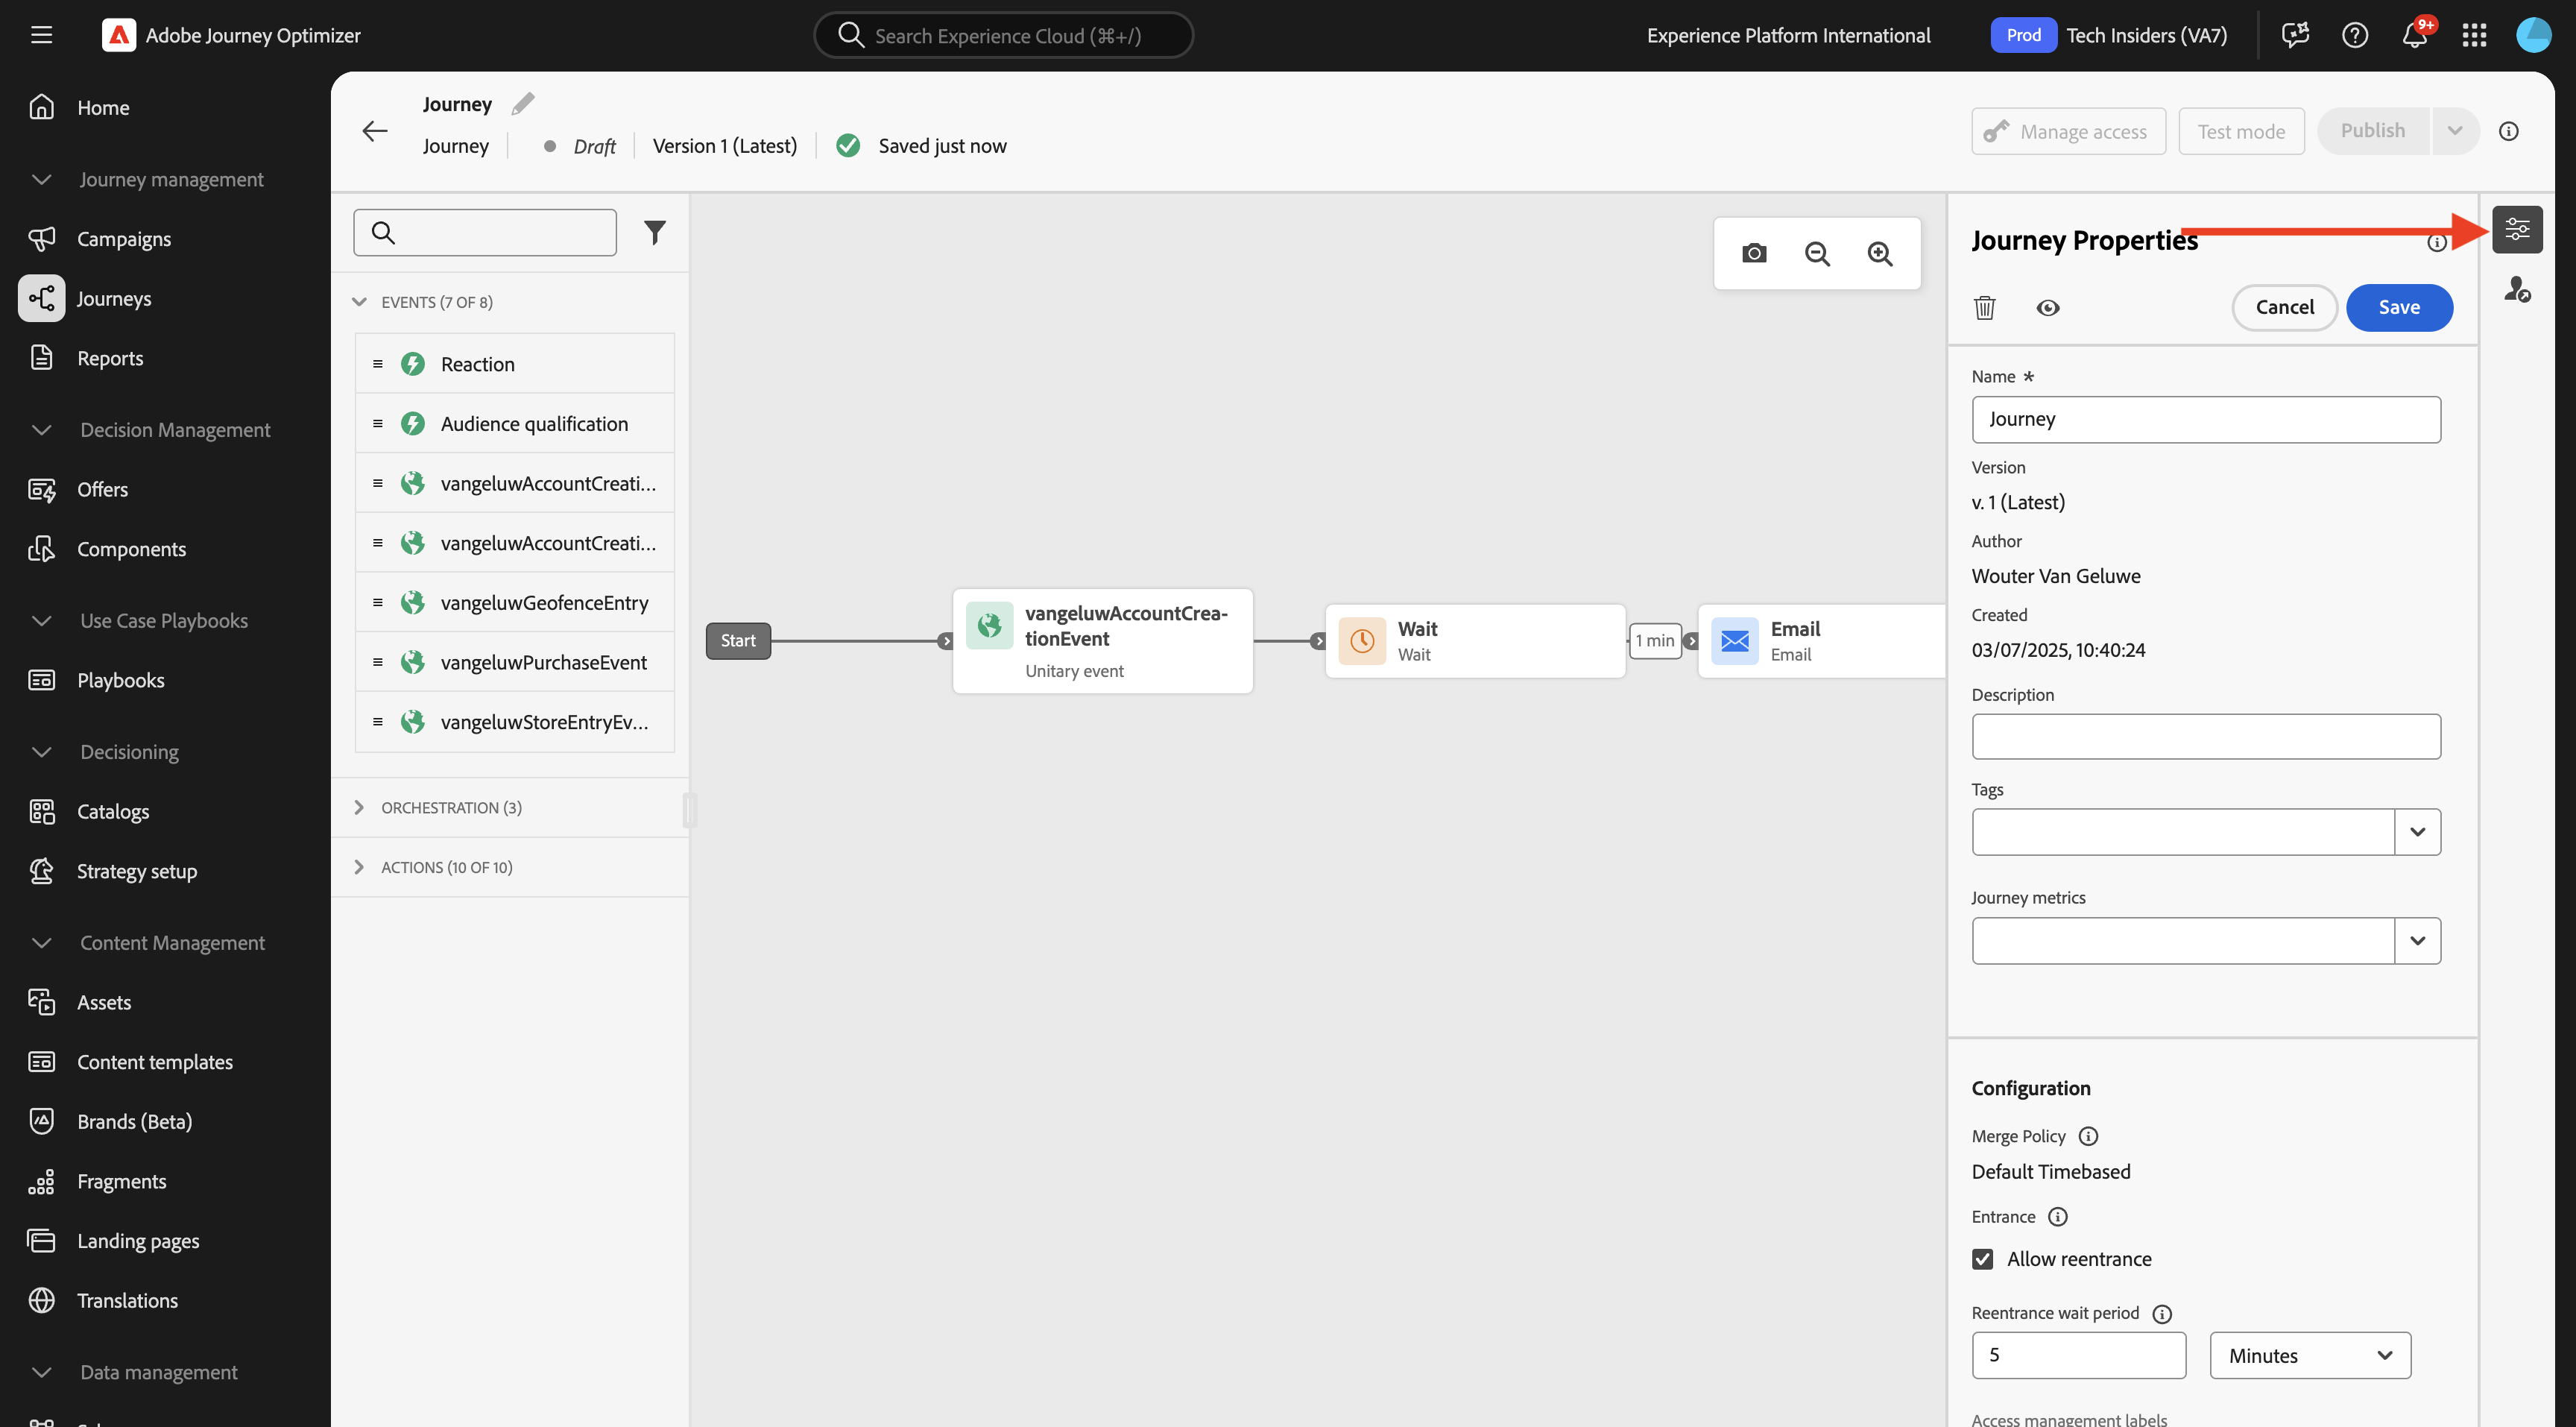 Adobe Journey Optimizer
Search Experience Cloud (⌘+/)
Experience Platform International
Prod
Tech Insiders (VA7)
9+
Home
Journey management
Campaigns
Journeys
Reports
Decision Management
Offers
Components
Use Case Playbooks
Playbooks
Decisioning
Catalogs
Strategy setup
Content Management
Assets
Content templates
Brands (Beta)
Fragments
Landing pages
Translations
Data management
Journey
Journey
Draft
Version 1 (Latest)
Saved just now
Manage access
Test mode
Publish
EVENTS (7 OF 8)
Reaction
Audience qualification
vangeluwAccountCreati...
vangeluwAccountCreati...
vangeluwGeofenceEntry
vangeluwPurchaseEvent
vangeluwStoreEntryEv...
ORCHESTRATION (3)
ACTIONS (10 OF 10)
Start
vangeluwAccountCrea-
tionEvent
Unitary event
Wait
Wait
1 min
Email
Email
Journey Properties
Cancel
Save
Name *
Journey
Version
v. 1 (Latest)
Author
Wouter Van Geluwe
Created
03/07/2025, 10:40:24
Description
Tags
Journey metrics
Configuration
Merge Policy
Default Timebased
Entrance
Allow reentrance
Reentrance wait period
5
Minutes
Access management labels